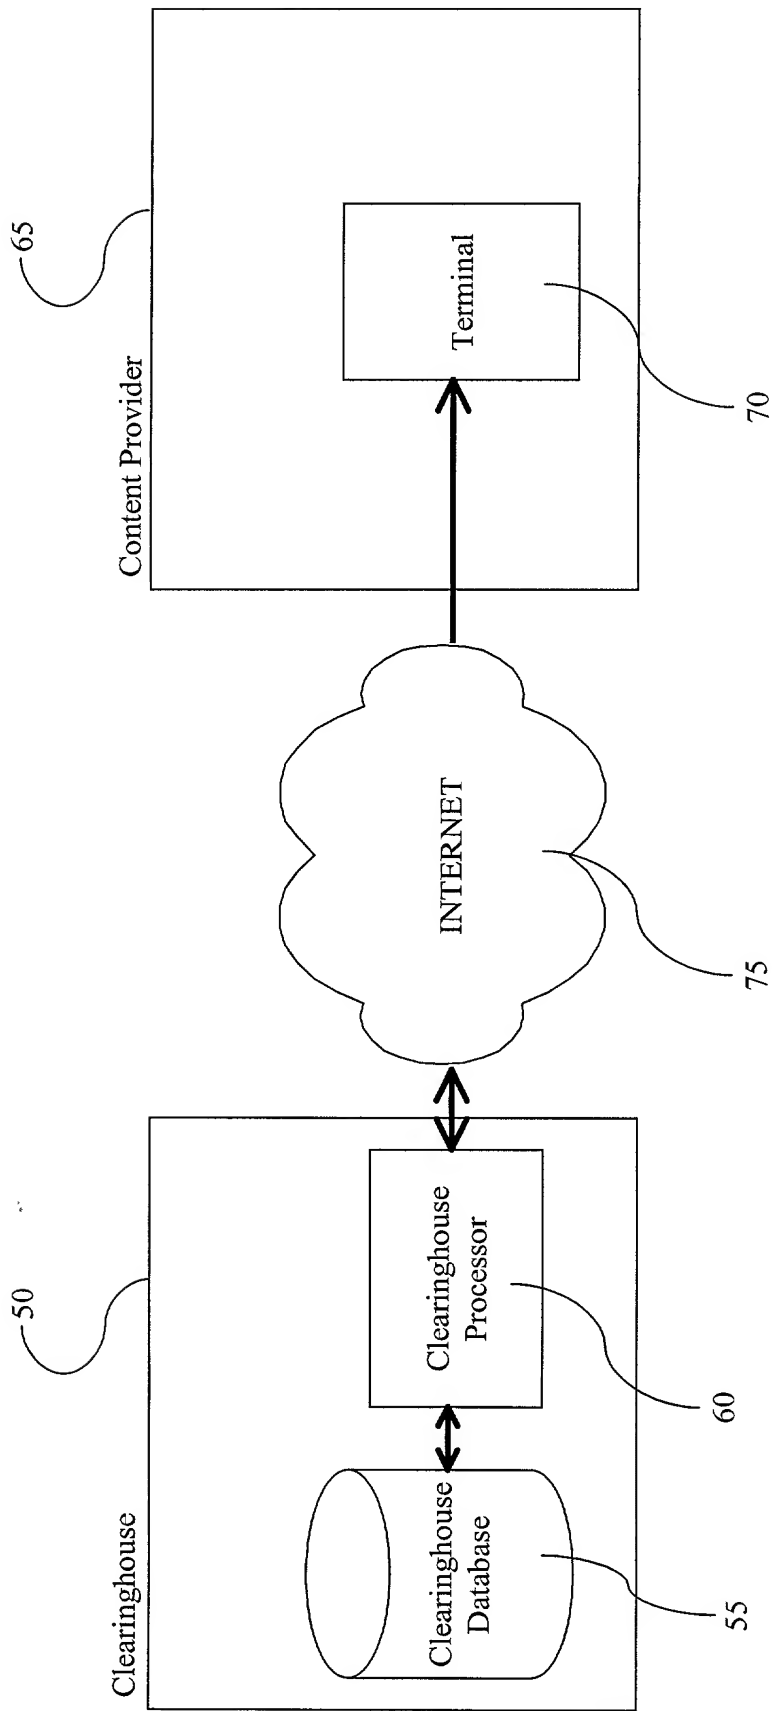 Clearinghouse
50
Clearinghouse
Database
55
Clearinghouse
Processor
60
INTERNET
75
Content Provider
65
Terminal
70